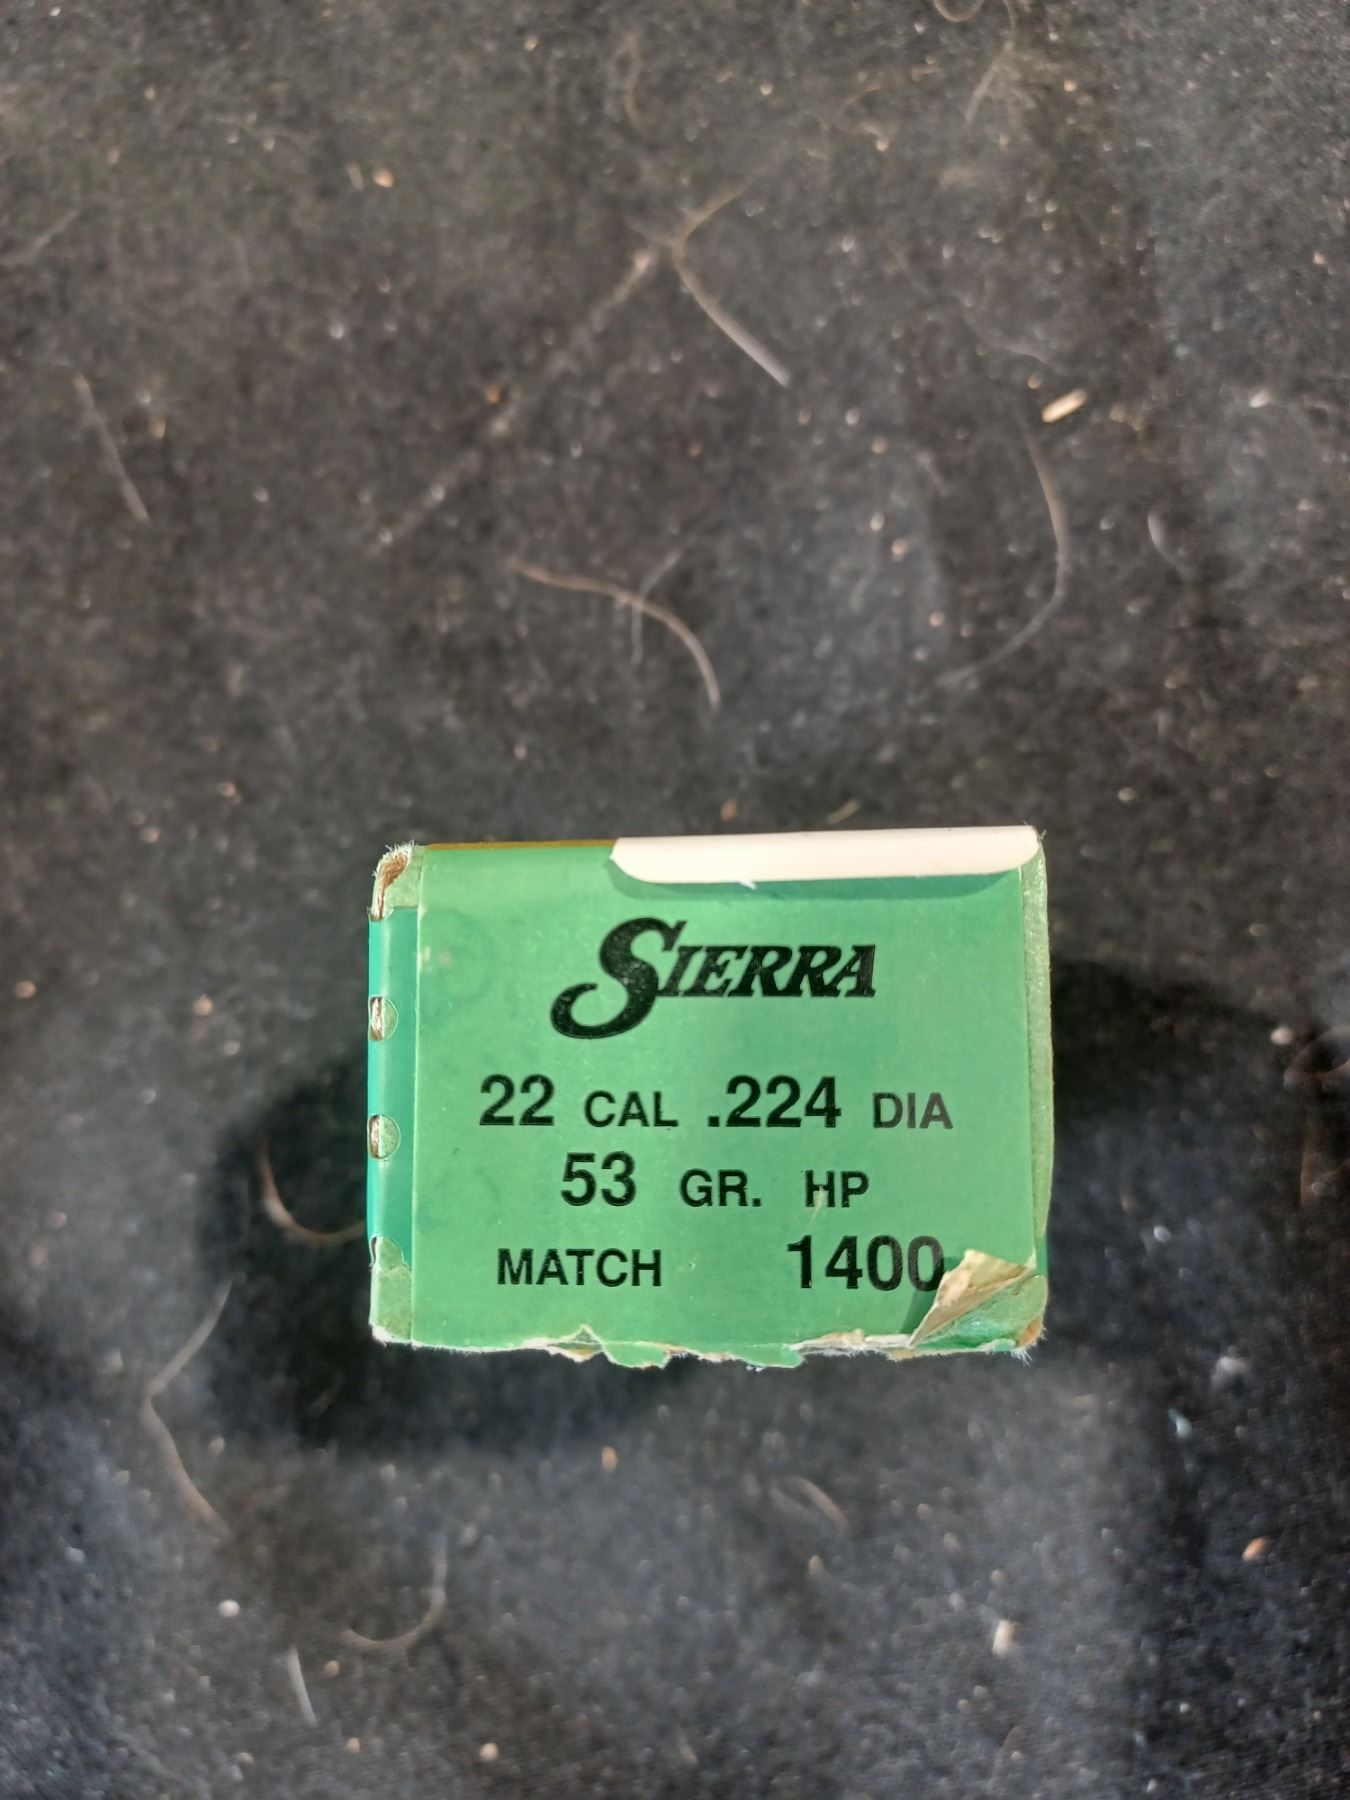 SIERRA
22 CAL .224 DIA
53 GR. HP
MATCH 1400